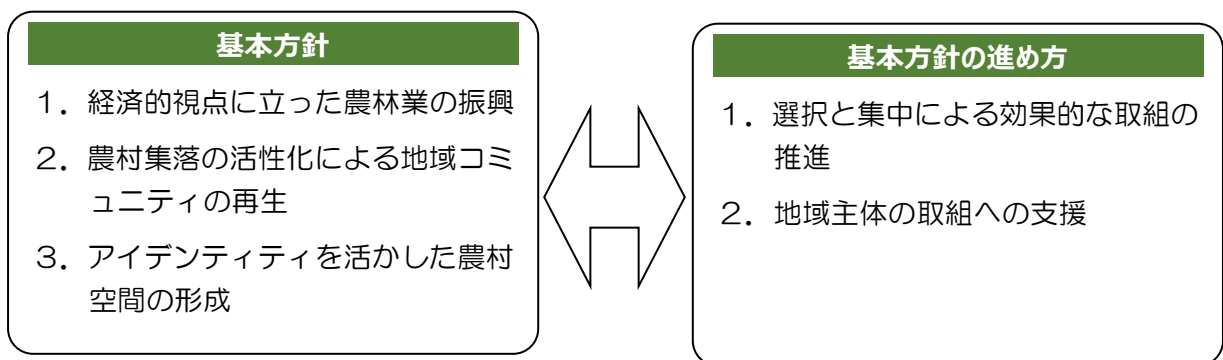 基本方針
１．経済的視点に立った農林業の振興
２．農村集落の活性化による地域コミ
ュニティの再生
３．アイデンティティを活かした農村
空間の形成
基本方針の進め方
１．選択と集中による効果的な取組の
推進
２．地域主体の取組への支援